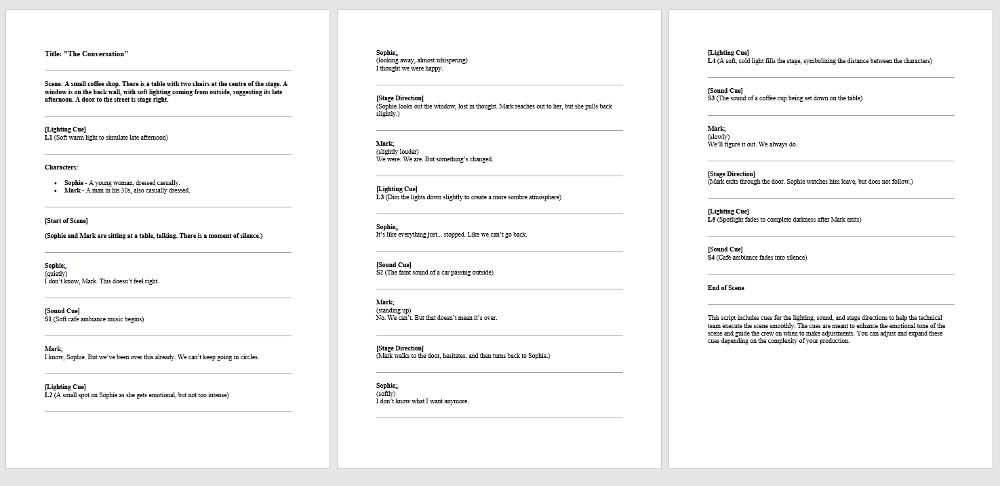 Title: "The Conversation"
Scene: A small coffee shop. There is a table with two chairs at the centre of the stage. A
window is on the back wall, with soft lighting coming from outside, suggesting its late
afternoon. A door to the street is stage right.
[Lighting Cue]
L1 (Soft warm light to simulate late afternoon)
Characters:
• Sophie - A young woman, dressed casually.
• Mark - A man in his 30s, also casually dressed.
[Start of Scene]
(Sophie and Mark are sitting at a table, talking. There is a moment of silence.)
Sophie:
(quietly)
I don’t know, Mark. This doesn’t feel right.
[Sound Cue]
S1 (Soft cafe ambiance music begins)
Mark:
I know, Sophie. But we’ve been over this already. We can’t keep going in circles.
[Lighting Cue]
L2 (A small spot on Sophie as she gets emotional, but not too intense)
Sophie:
(looking away, almost whispering)
I thought we were happy.
[Stage Direction]
(Sophie looks out the window, lost in thought. Mark reaches out to her, but she pulls back
slightly.)
Mark:
(slightly louder)
We were. We are. But something’s changed.
[Lighting Cue]
L3 (Dim the lights down slightly to create a more sombre atmosphere)
Sophie:
It’s like everything just... stopped. Like we can’t go back.
[Sound Cue]
S2 (The faint sound of a car passing outside)
Mark:
(standing up)
No. We can’t. But that doesn’t mean it’s over.
[Stage Direction]
(Mark walks to the door, hesitates, and then turns back to Sophie.)
Sophie:
(softly)
I don’t know what I want anymore.
[Lighting Cue]
L4 (A soft, cold light fills the stage, symbolizing the distance between the characters)
[Sound Cue]
S3 (The sound of a coffee cup being set down on the table)
Mark:
(slowly)
We’ll figure it out. We always do.
[Stage Direction]
(Mark exits through the door. Sophie watches him leave, but does not follow.)
[Lighting Cue]
L5 (Spotlight fades to complete darkness after Mark exits)
[Sound Cue]
S4 (Cafe ambiance fades into silence)
End of Scene
This script includes cues for the lighting, sound, and stage directions to help the technical
team execute the scene smoothly. The cues are meant to enhance the emotional tone of the
scene and guide the crew on when to make adjustments. You can adjust and expand these
cues depending on the complexity of your production.